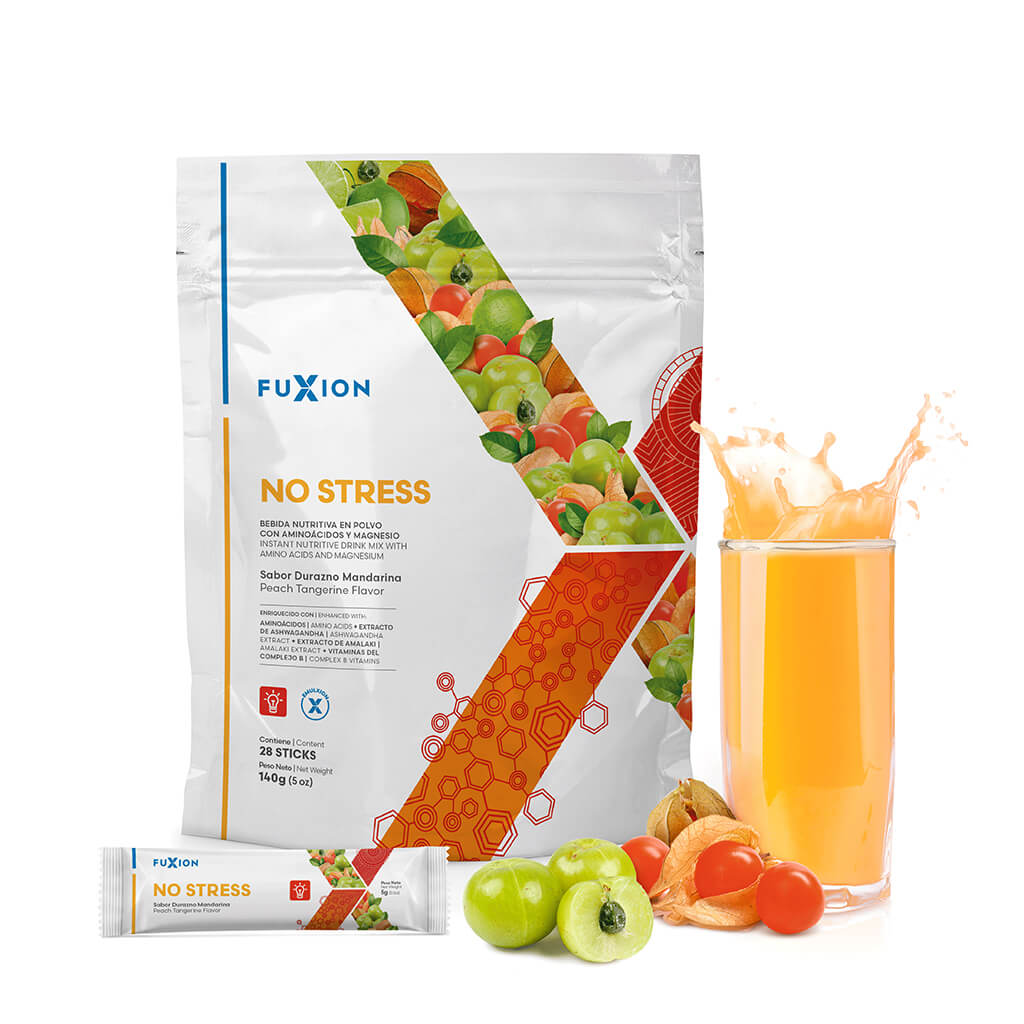 FUXION
NO STRESS
BEBIDA NUTRITIVA EN POLVO
CON AMINOÁCIDOS Y MAGNESIO
INSTANT NUTRITIVE DRINK MIX WITH
AMINO ACIDS AND MAGNESIUM
Sabor Durazno Mandarina
Peach Tangerine Flavor
ENRIQUECIDO CON | ENHANCED WITH:
AMINOÁCIDOS | AMINO ACIDS + EXTRACTO
DE ASHWAGANDHA | ASHWAGANDHA
EXTRACT + EXTRACTO DE AMALAKI |
AMALAKI EXTRACT + VITAMINAS DEL
COMPLEJO B | COMPLEX B VITAMINS
EMULXION
X
Contiene | Content
28 STICKS
Peso Neto | Net Weight
140g (5 oz)
FUXION
NO STRESS
Sabor Durazno Mandarina
Peach Tangerine Flavor
Peso Neto
Net Weight
5g